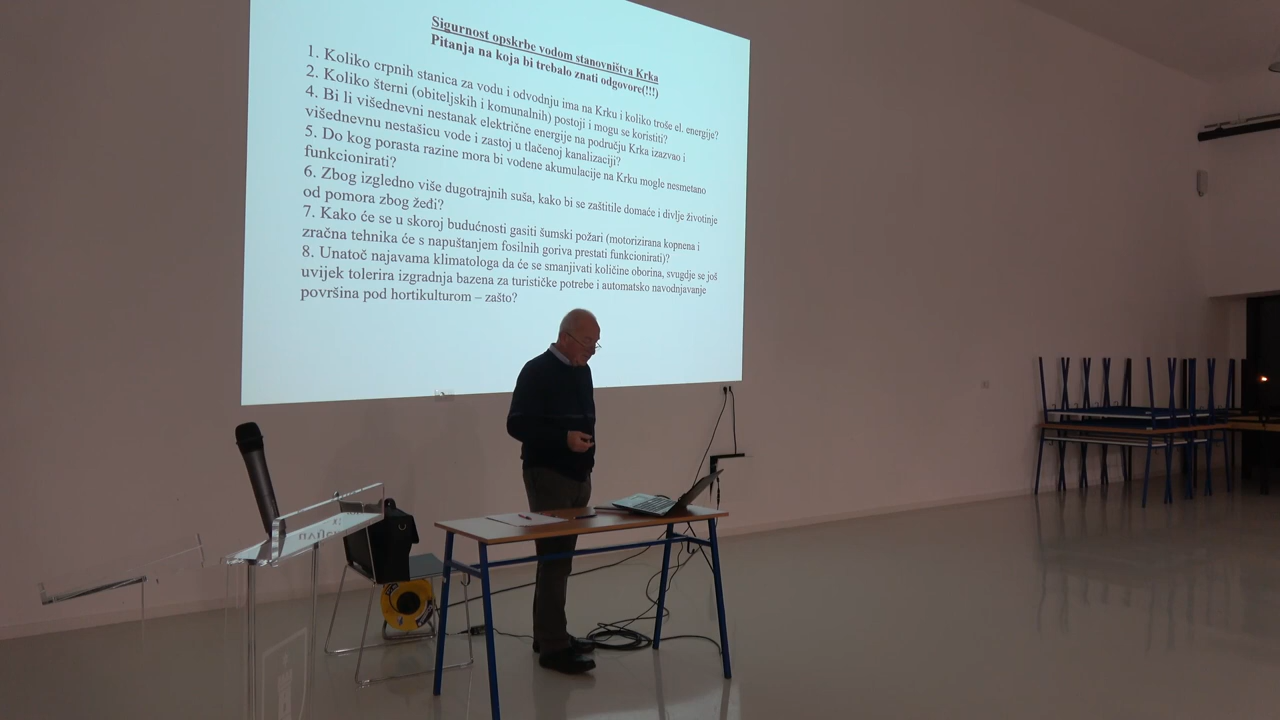 Sigurnost opskrbe vodom stanovništva Krka
Pitanja na koja bi trebalo znati odgovore(!!!)
1. Koliko crpnih stanica za vodu i odvodnju ima na Krku i koliko troše el. energije?
2. Koliko šterni (obiteljskih i komunalnih) postoji i mogu se koristiti?
4. Bi li višednevni nestanak električne energije na području Krka izazvao i
višednevnu nestašicu vode i zastoj u tlačenoj kanalizaciji?
5. Do kog porasta razine mora bi vodene akumulacije na Krku mogle nesmetano
funkcionirati?
6. Zbog izgledno više dugotrajnih suša, kako bi se zaštitile domaće i divlje životinje
od pomora zbog žeđi?
7. Kako će se u skoroj budućnosti gasiti šumski požari (motorizirana kopnena i
zračna tehnika će s napuštanjem fosilnih goriva prestati funkcionirati)?
8. Unatoč najavama klimatologa da će se smanjivati količine oborina, svugdje se još
uvijek tolerira izgradnja bazena za turističke potrebe i automatsko navodnjavanje
površina pod hortikulturom – zašto?